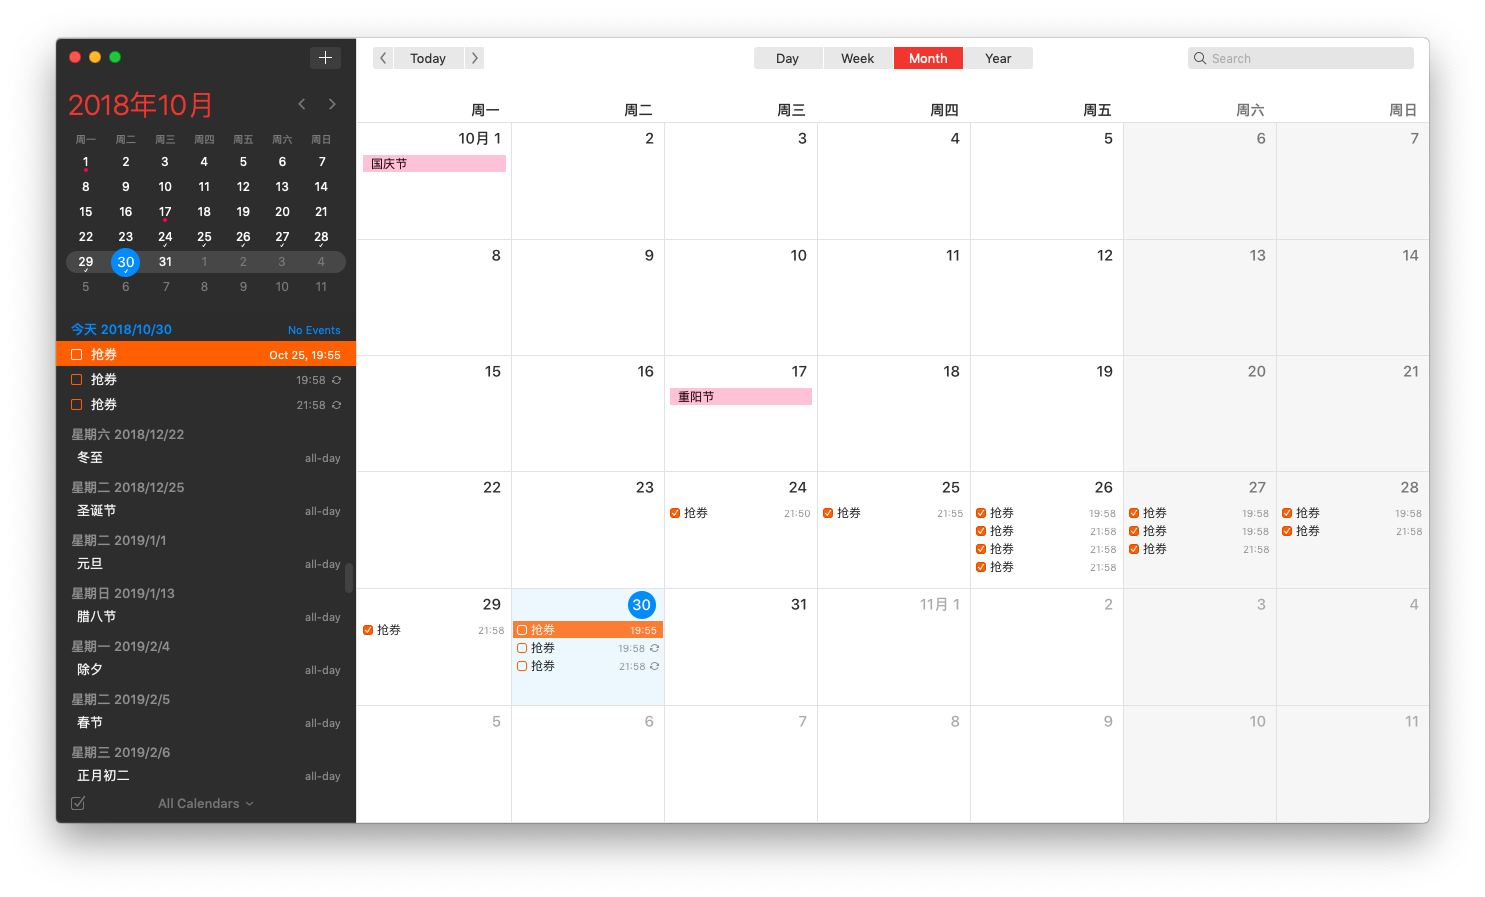 2018年10月
周一 周二 周三 周四 周五 周六 周日
1 2 3 4 5 6 7
8 9 10 11 12 13 14
15 16 17 18 19 20 21
22 23 24 25 26 27 28
29 30 31 1 2 3 4
5 6 7 8 9 10 11
今天 2018/10/30 No Events
抢券 Oct 25, 19:55
抢券 19:58
抢券 21:58
星期六 2018/12/22
冬至 all-day
星期二 2018/12/25
圣诞节 all-day
星期二 2019/1/1
元旦 all-day
星期日 2019/1/13
腊八节 all-day
星期一 2019/2/4
除夕 all-day
星期二 2019/2/5
春节 all-day
星期三 2019/2/6
正月初二 all-day
All Calendars
Today Day Week Month Year Search
周一 周二 周三 周四 周五 周六 周日
10月 1 2 3 4 5 6 7
国庆节
8 9 10 11 12 13 14
15 16 17 18 19 20 21
重阳节
22 23 24 25 26 27 28
抢券 21:50 抢券 21:55 抢券 19:58 抢券 19:58 抢券 19:58
抢券 21:58 抢券 19:58 抢券 21:58
抢券 21:58 抢券 21:58
抢券 21:58
29 30 31 11月 1 2 3 4
抢券 21:58 抢券 19:55
抢券 19:58
抢券 21:58
5 6 7 8 9 10 11